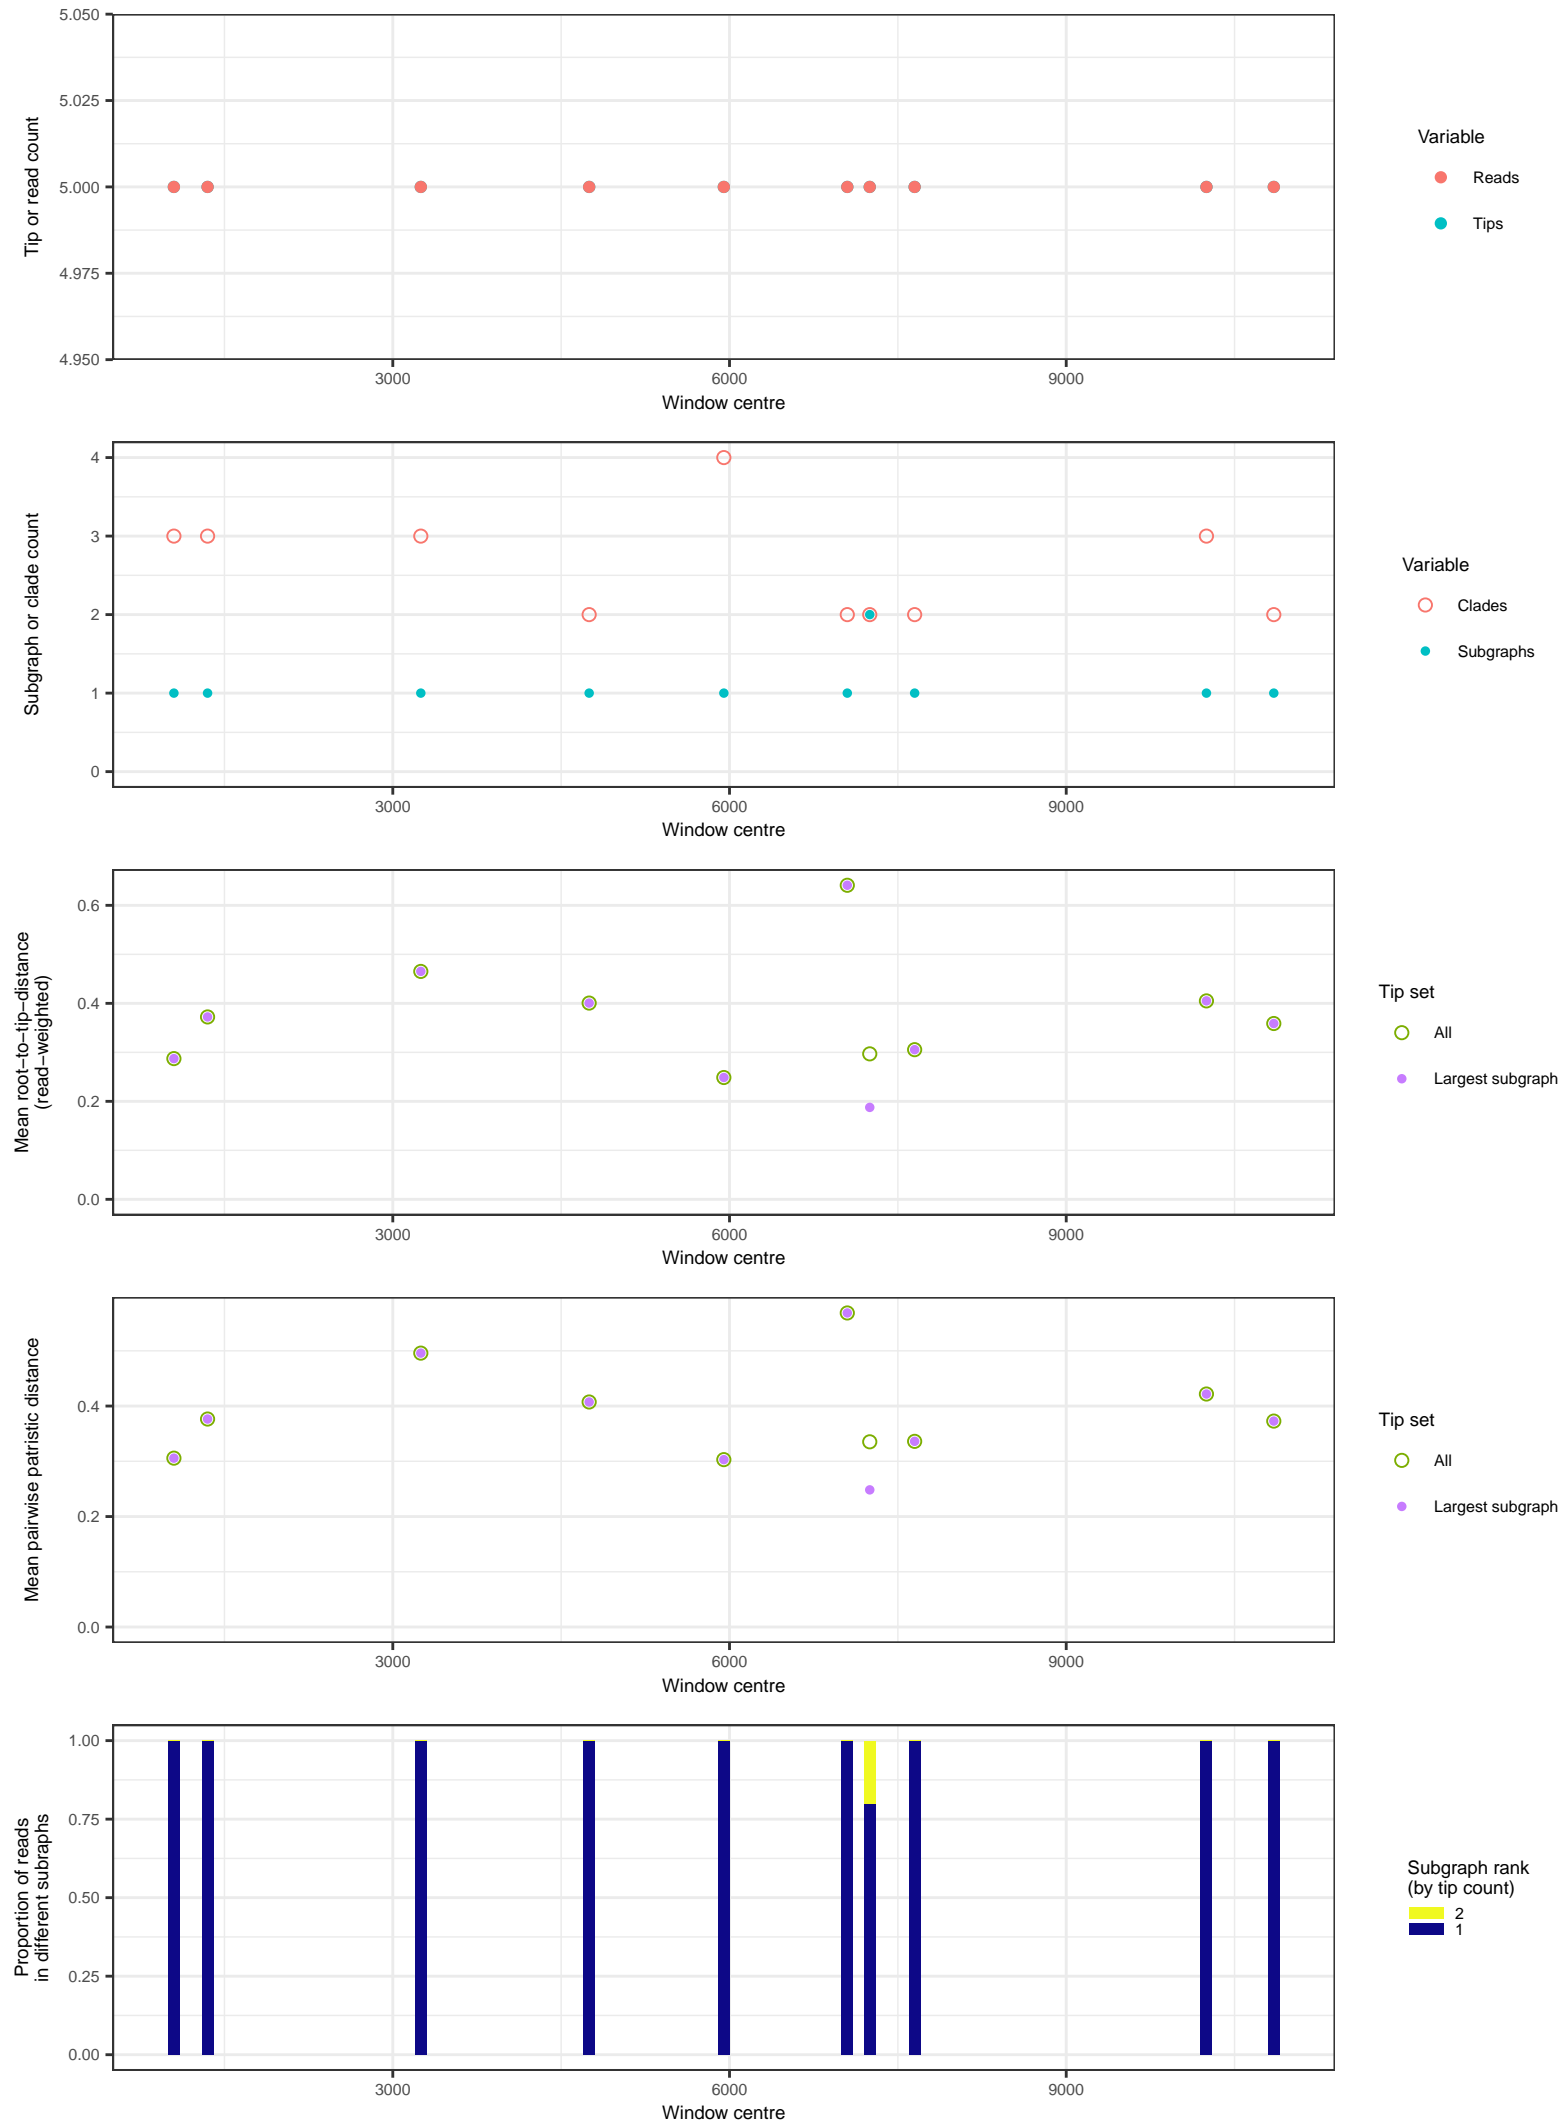 5.050
5.025
5.000
4.975
4.950
Tip or read count
3000
6000
9000
Window centre
Variable
Reads
Tips
4
3
2
1
0
Subgraph or clade count
3000
6000
9000
Window centre
Variable
Clades
Subgraphs
0.6
0.4
0.2
0.0
Mean root−to−tip−distance
(read−weighted)
3000
6000
9000
Window centre
Tip set
All
Largest subgraph
0.4
0.2
0.0
Mean pairwise patristic distance
3000
6000
9000
Window centre
Tip set
All
Largest subgraph
1.00
0.75
0.50
0.25
0.00
Proportion of reads
in different subraphs
3000
6000
9000
Window centre
Subgraph rank
(by tip count)
2
1